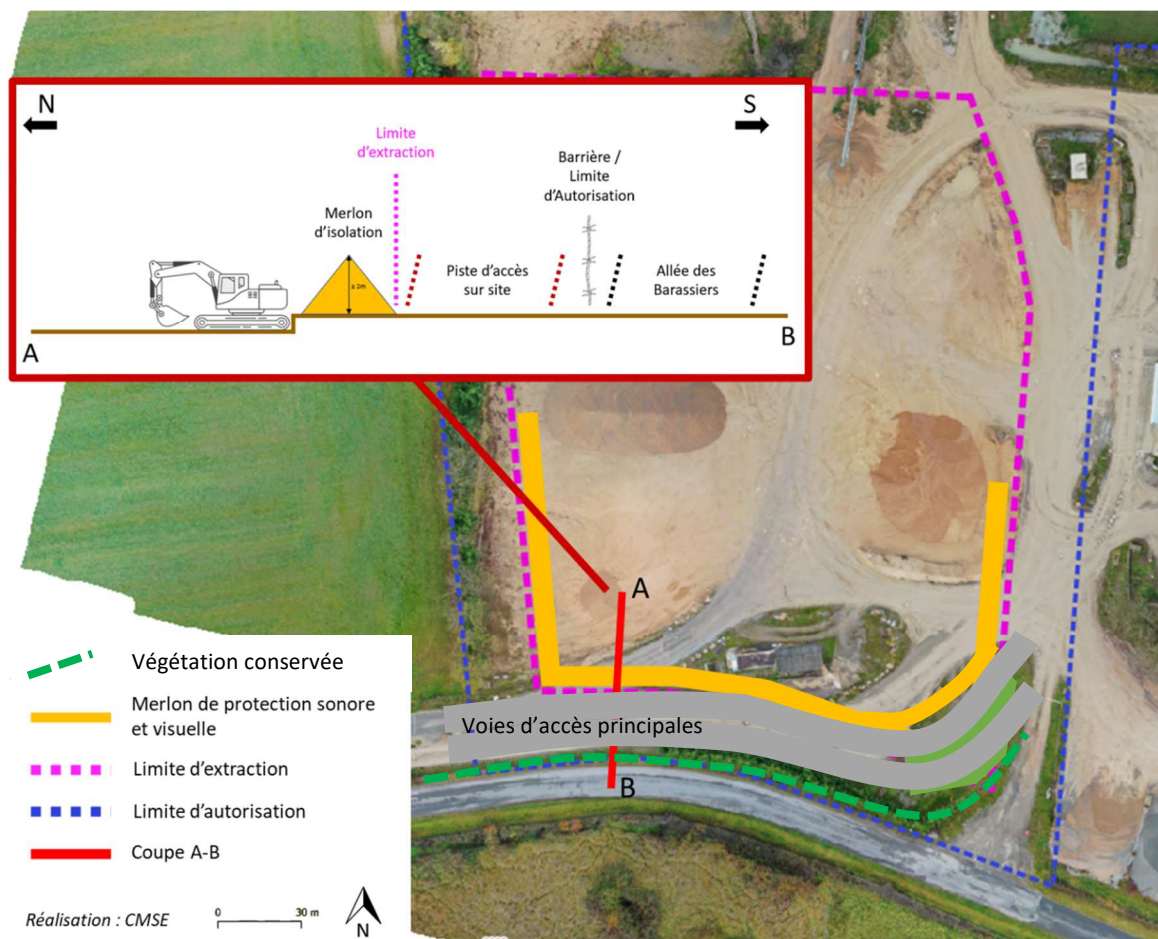 N
S
Limite
d'extraction
Barrière /
Limite
d'Autorisation
Merlon
d'isolation
≥ 2m
Piste d'accès
sur site
Allée des
Barassiers
A
B
A
Voies d'accès principales
B
Végétation conservée
Merlon de protection sonore
et visuelle
Limite d'extraction
Limite d'autorisation
Coupe A-B
Réalisation : CMSE
0
30 m
N